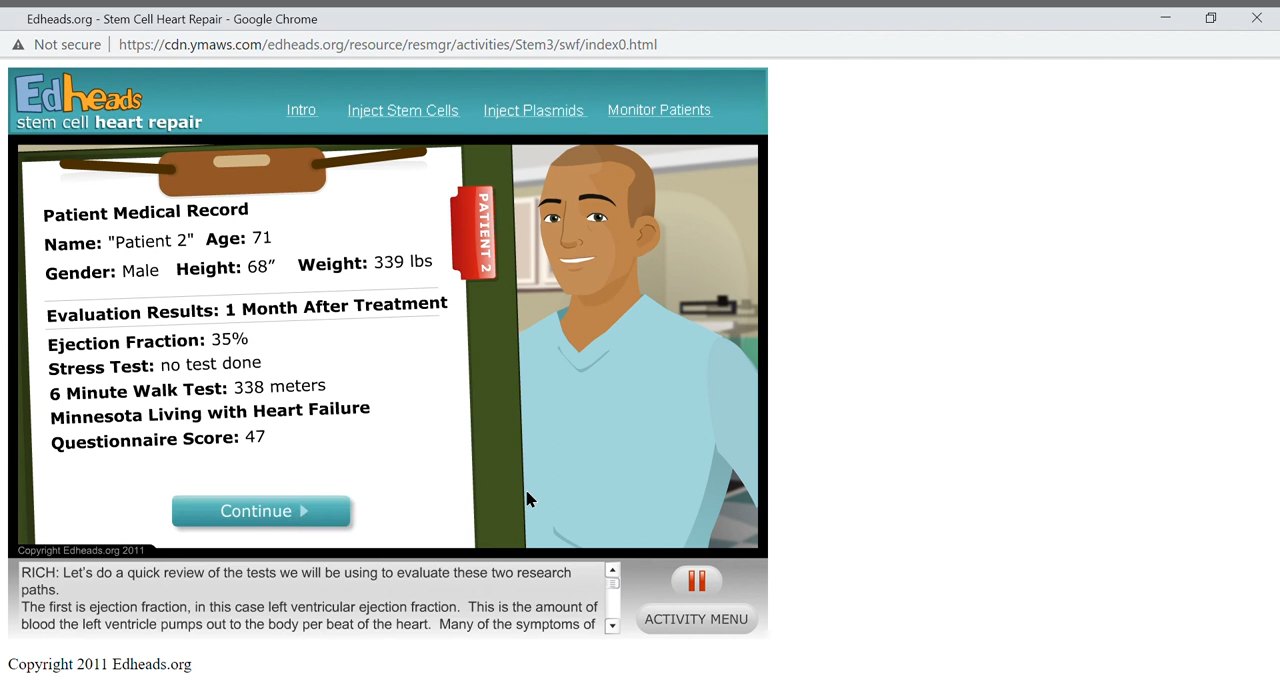 Edheads.org - Stem Cell Heart Repair - Google Chrome
Not secure | https://cdn.ymaws.com/edheads.org/resource/resmgr/activities/Stem3/swf/index0.html
Edheads
stem cell heart repair
Intro Inject Stem Cells Inject Plasmids Monitor Patients
Patient Medical Record
Name: "Patient 2" Age: 71
Gender: Male Height: 68” Weight: 339 lbs
PATIENT 2
Evaluation Results: 1 Month After Treatment
Ejection Fraction: 35%
Stress Test: no test done
6 Minute Walk Test: 338 meters
Minnesota Living with Heart Failure
Questionnaire Score: 47
Continue
Copyright Edheads.org 2011
RICH: Let's do a quick review of the tests we will be using to evaluate these two research
paths.
The first is ejection fraction, in this case left ventricular ejection fraction. This is the amount of
blood the left ventricle pumps out to the body per beat of the heart. Many of the symptoms of
ACTIVITY MENU
Copyright 2011 Edheads.org